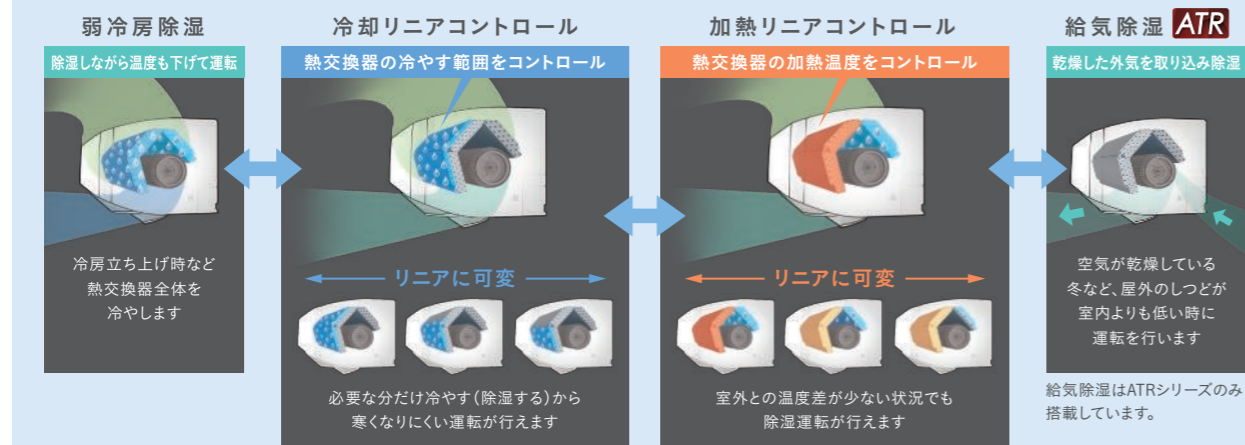 弱冷房除湿
除湿しながら温度も下げて運転
冷房立ち上げ時など
熱交換器全体を
冷やします
冷却リニアコントロール
熱交換器の冷やす範囲をコントロール
リニアに可変
必要な分だけ冷やす(除湿する)から
寒くなりにくい運転が行えます
加熱リニアコントロール
熱交換器の加熱温度をコントロール
リニアに可変
室外との温度差が少ない状況でも
除湿運転が行えます
給気除湿 ATR
乾燥した外気を取り込み除湿
空気が乾燥している
冬など、屋外のしつどが
室内よりも低い時に
運転を行います
給気除湿はATRシリーズのみ
搭載しています。